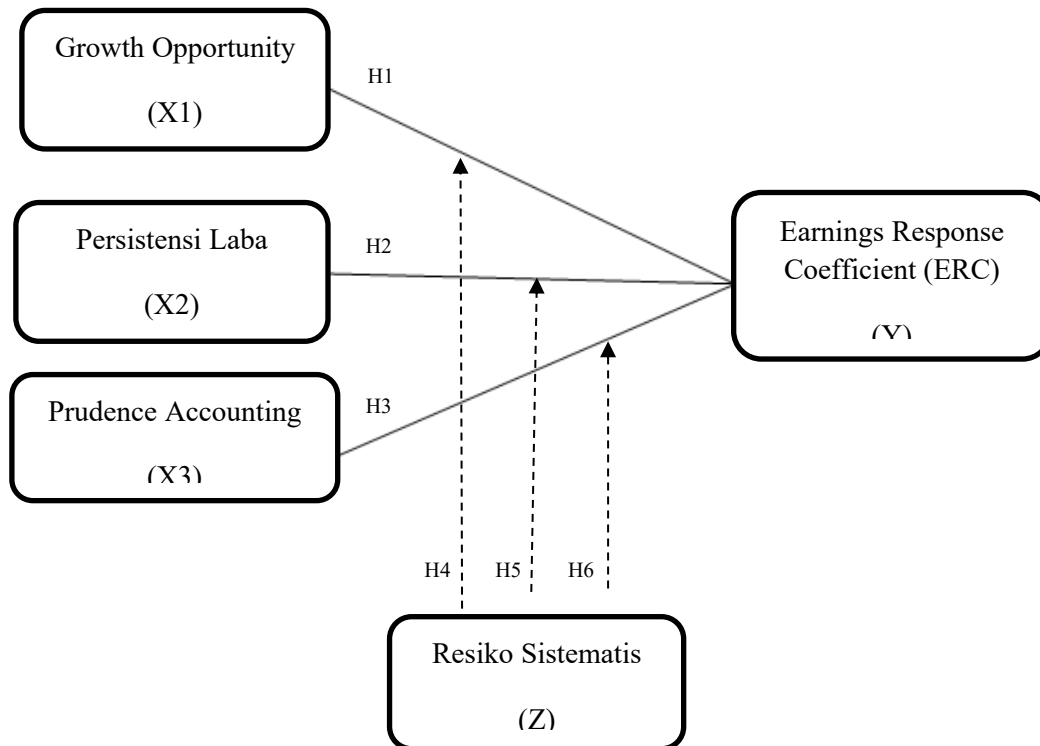 Growth Opportunity
(X1)
H1
Persistensi Laba
(X2)
H2
Earnings Response
Coefficient (ERC)
(Y)
Prudence Accounting
(X3)
H3
H4
H5
H6
Resiko Sistematis
(Z)